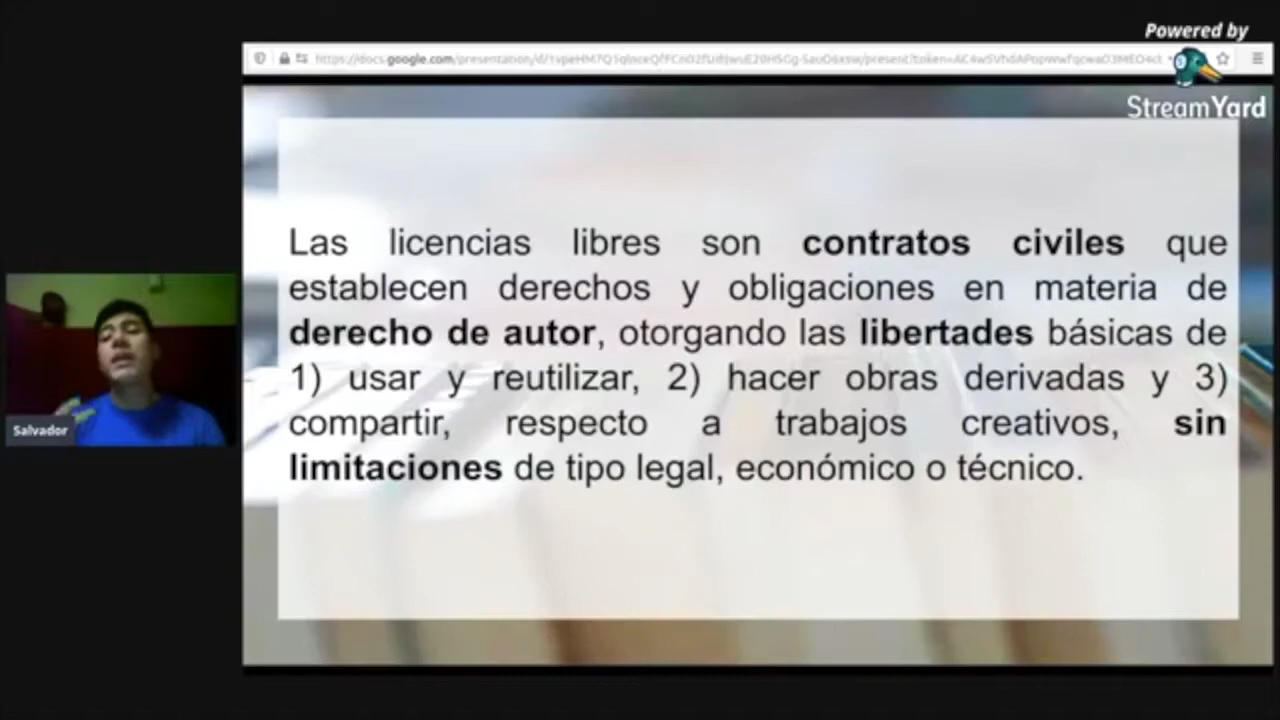 Powered by
StreamYard
Las licencias libres son contratos civiles que
establecen derechos y obligaciones en materia de
derecho de autor, otorgando las libertades básicas de
1) usar y reutilizar, 2) hacer obras derivadas y 3)
compartir, respecto a trabajos creativos, sin
limitaciones de tipo legal, económico o técnico.
Salvador